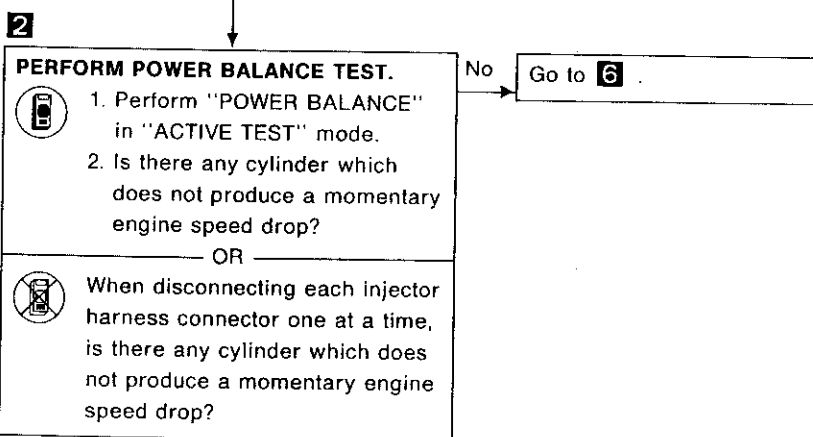 2
PERFORM POWER BALANCE TEST.
1. Perform "POWER BALANCE"
in "ACTIVE TEST" mode.
2. Is there any cylinder which
does not produce a momentary
engine speed drop?
OR
When disconnecting each injector
harness connector one at a time,
is there any cylinder which does
not produce a momentary engine
speed drop?
No
Go to 6 .